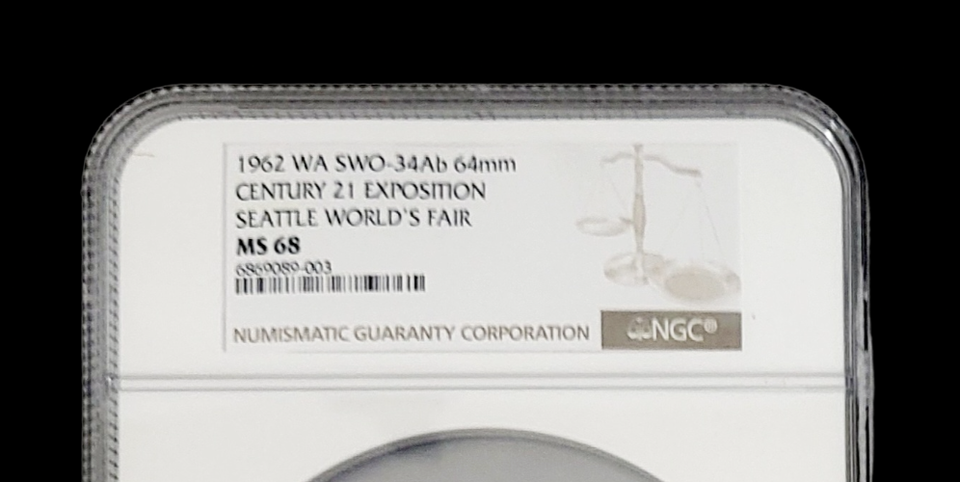 1962 WA SWO-34Ab 64mm
CENTURY 21 EXPOSITION
SEATTLE WORLD'S FAIR
MS 68
6869089-003
NUMISMATIC GUARANTY CORPORATION
NGC®